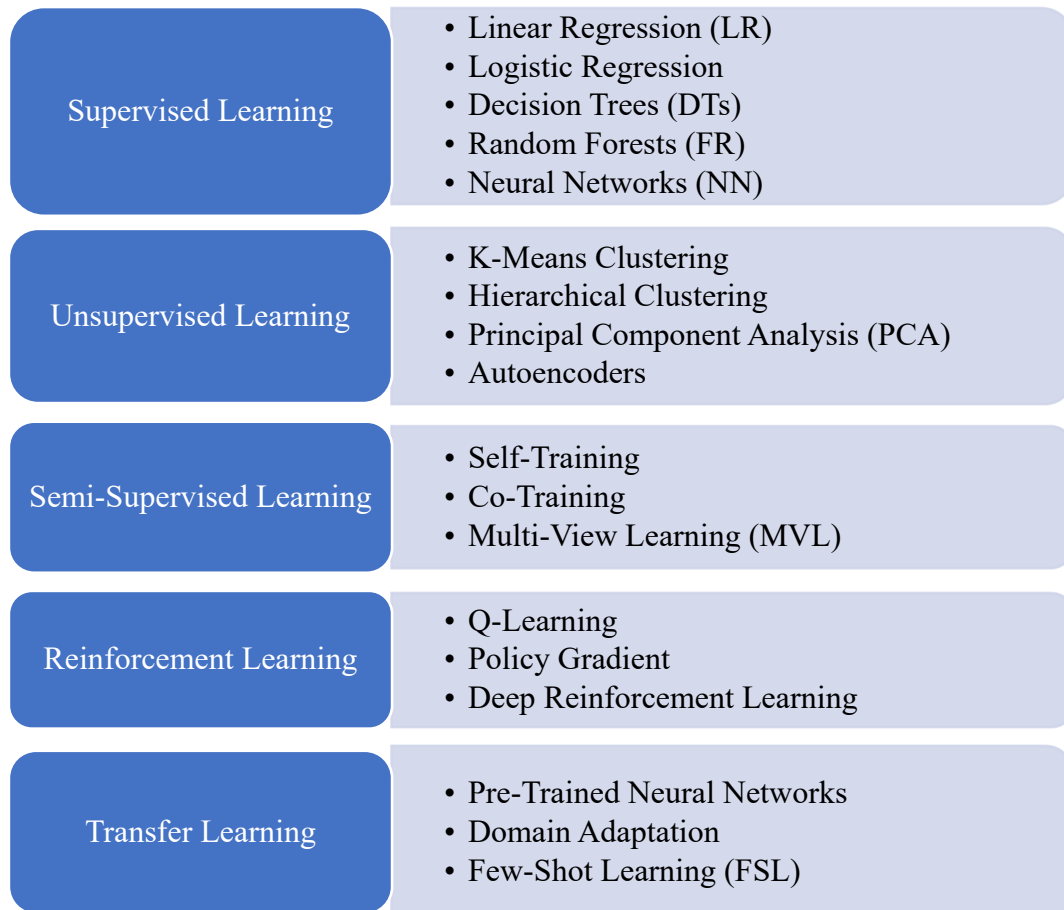 Supervised Learning
• Linear Regression (LR)
• Logistic Regression
• Decision Trees (DTs)
• Random Forests (FR)
• Neural Networks (NN)
Unsupervised Learning
• K-Means Clustering
• Hierarchical Clustering
• Principal Component Analysis (PCA)
• Autoencoders
Semi-Supervised Learning
• Self-Training
• Co-Training
• Multi-View Learning (MVL)
Reinforcement Learning
• Q-Learning
• Policy Gradient
• Deep Reinforcement Learning
Transfer Learning
• Pre-Trained Neural Networks
• Domain Adaptation
• Few-Shot Learning (FSL)